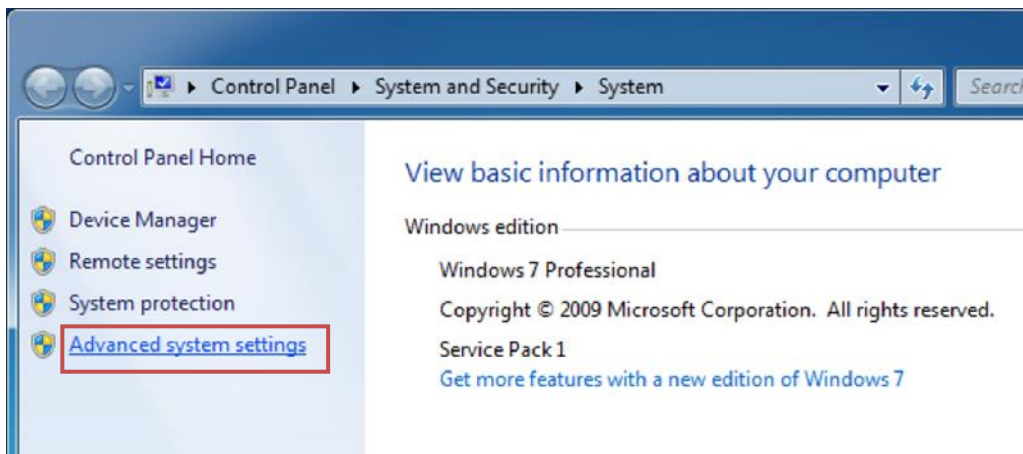 Control Panel ▸ System and Security ▸ System
Control Panel Home
Device Manager
Remote settings
System protection
Advanced system settings
View basic information about your computer
Windows edition
Windows 7 Professional
Copyright © 2009 Microsoft Corporation. All rights reserved.
Service Pack 1
Get more features with a new edition of Windows 7